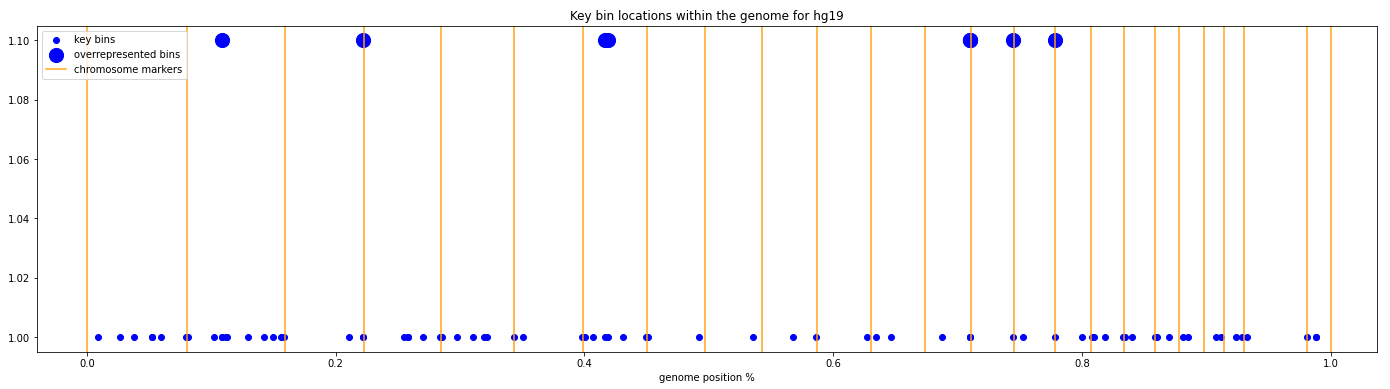 Key bin locations within the genome for hg19
key bins
overrepresented bins
chromosome markers
1.10
1.08
1.06
1.04
1.02
1.00
0.0 0.2 0.4 0.6 0.8 1.0
genome position %